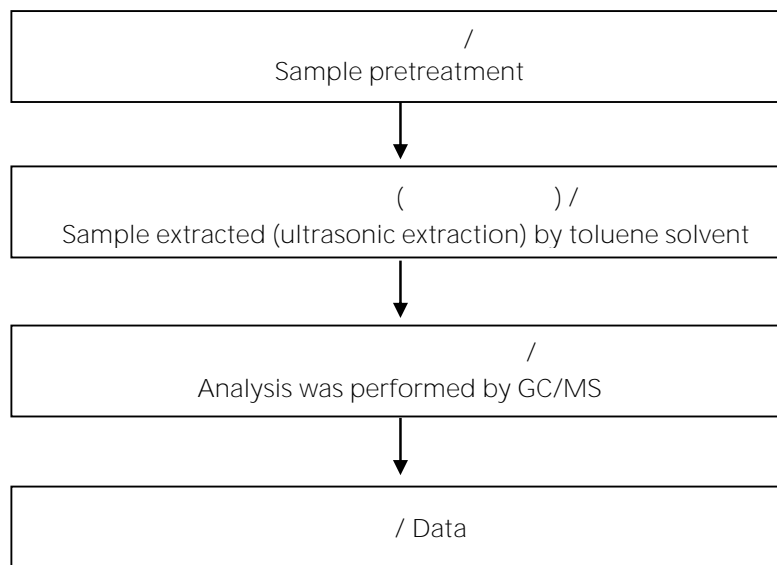 /
Sample pretreatment
( ) /
Sample extracted (ultrasonic extraction) by toluene solvent
/
Analysis was performed by GC/MS
/ Data